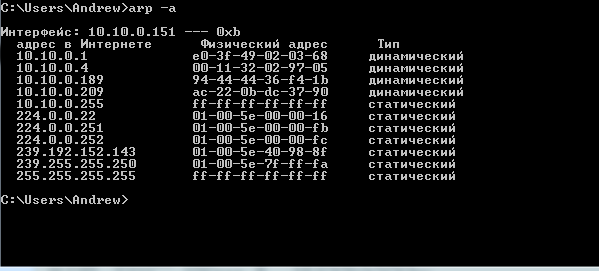 C:\Users\Andrew>arp -a
Интерфейс: 10.10.0.151 --- 0xb
адрес в Интернете Физический адрес Тип
10.10.0.1 e0-3f-49-02-03-68 динамический
10.10.0.4 00-11-32-02-97-05 динамический
10.10.0.189 94-44-44-36-f4-1b динамический
10.10.0.209 ac-22-0b-dc-37-90 динамический
10.10.0.255 ff-ff-ff-ff-ff-ff статический
224.0.0.22 01-00-5e-00-00-16 статический
224.0.0.251 01-00-5e-00-00-fb статический
224.0.0.252 01-00-5e-00-00-fc статический
239.192.152.143 01-00-5e-40-98-8f статический
239.255.255.250 01-00-5e-7f-ff-fa статический
255.255.255.255 ff-ff-ff-ff-ff-ff статический
C:\Users\Andrew>